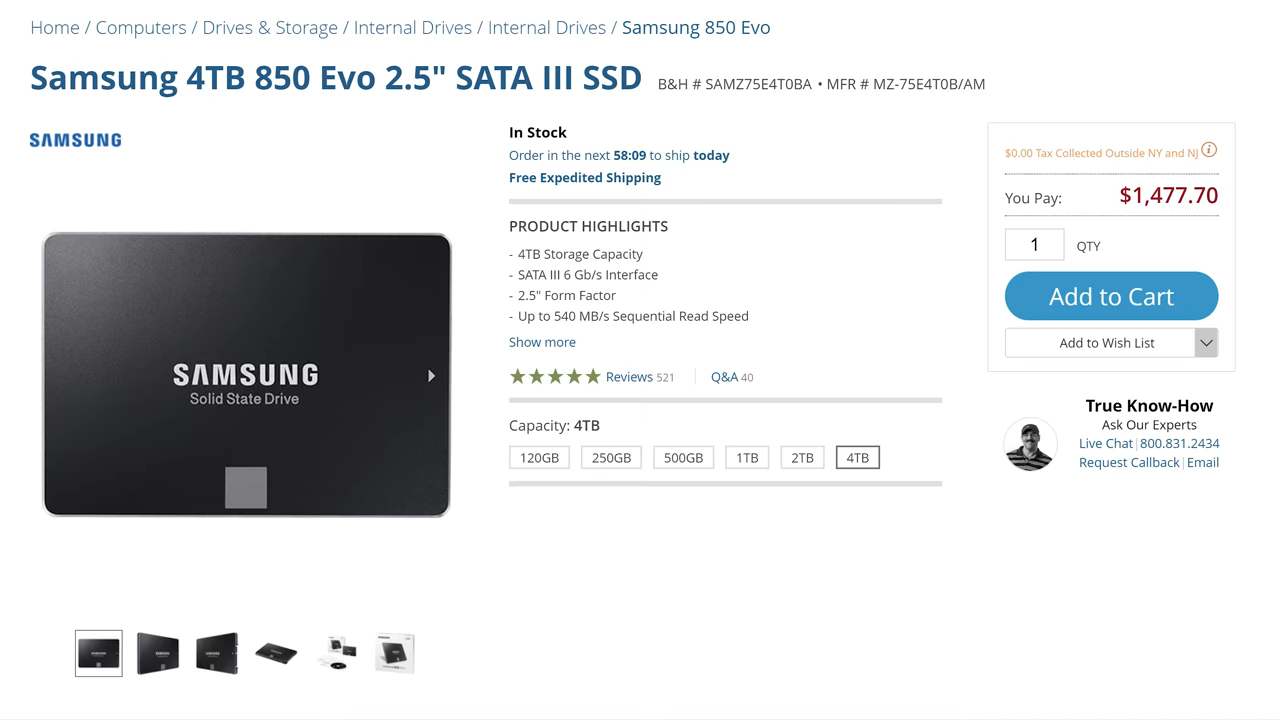 Home / Computers / Drives & Storage / Internal Drives / Internal Drives / Samsung 850 Evo
Samsung 4TB 850 Evo 2.5" SATA III SSD B&H # SAMZ75E4T0BA • MFR # MZ-75E4T0B/AM
SAMSUNG
SAMSUNG
Solid State Drive
In Stock
Order in the next 58:09 to ship today
Free Expedited Shipping
PRODUCT HIGHLIGHTS
- 4TB Storage Capacity
- SATA III 6 Gb/s Interface
- 2.5" Form Factor
- Up to 540 MB/s Sequential Read Speed
Show more
Reviews 521 Q&A 40
Capacity: 4TB
120GB 250GB 500GB 1TB 2TB 4TB
$0.00 Tax Collected Outside NY and NJ i
You Pay: $1,477.70
1 QTY
Add to Cart
Add to Wish List
True Know-How
Ask Our Experts
Live Chat | 800.831.2434
Request Callback | Email